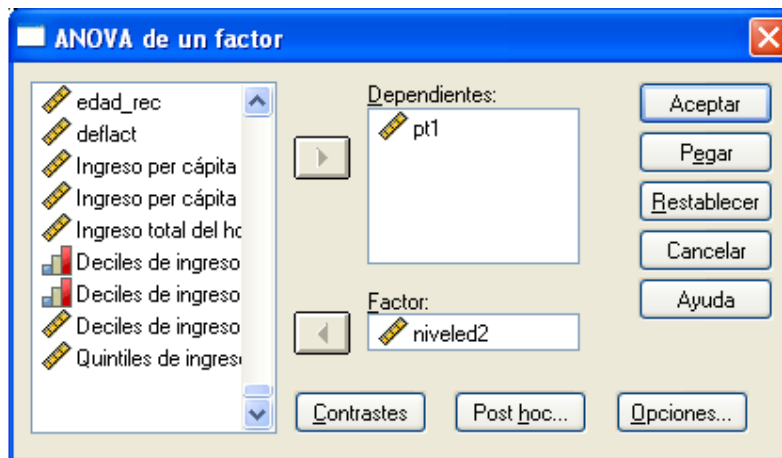 ANOVA de un factor
edad_rec
deflact
Ingreso per cápita
Ingreso per cápita
Ingreso total del ho
Deciles de ingreso
Deciles de ingreso
Deciles de ingreso
Quintiles de ingres
Dependientes:
pt1
Factor:
niveled2
Aceptar
Pegar
Restablecer
Cancelar
Ayuda
Contrastes
Post hoc...
Opciones...